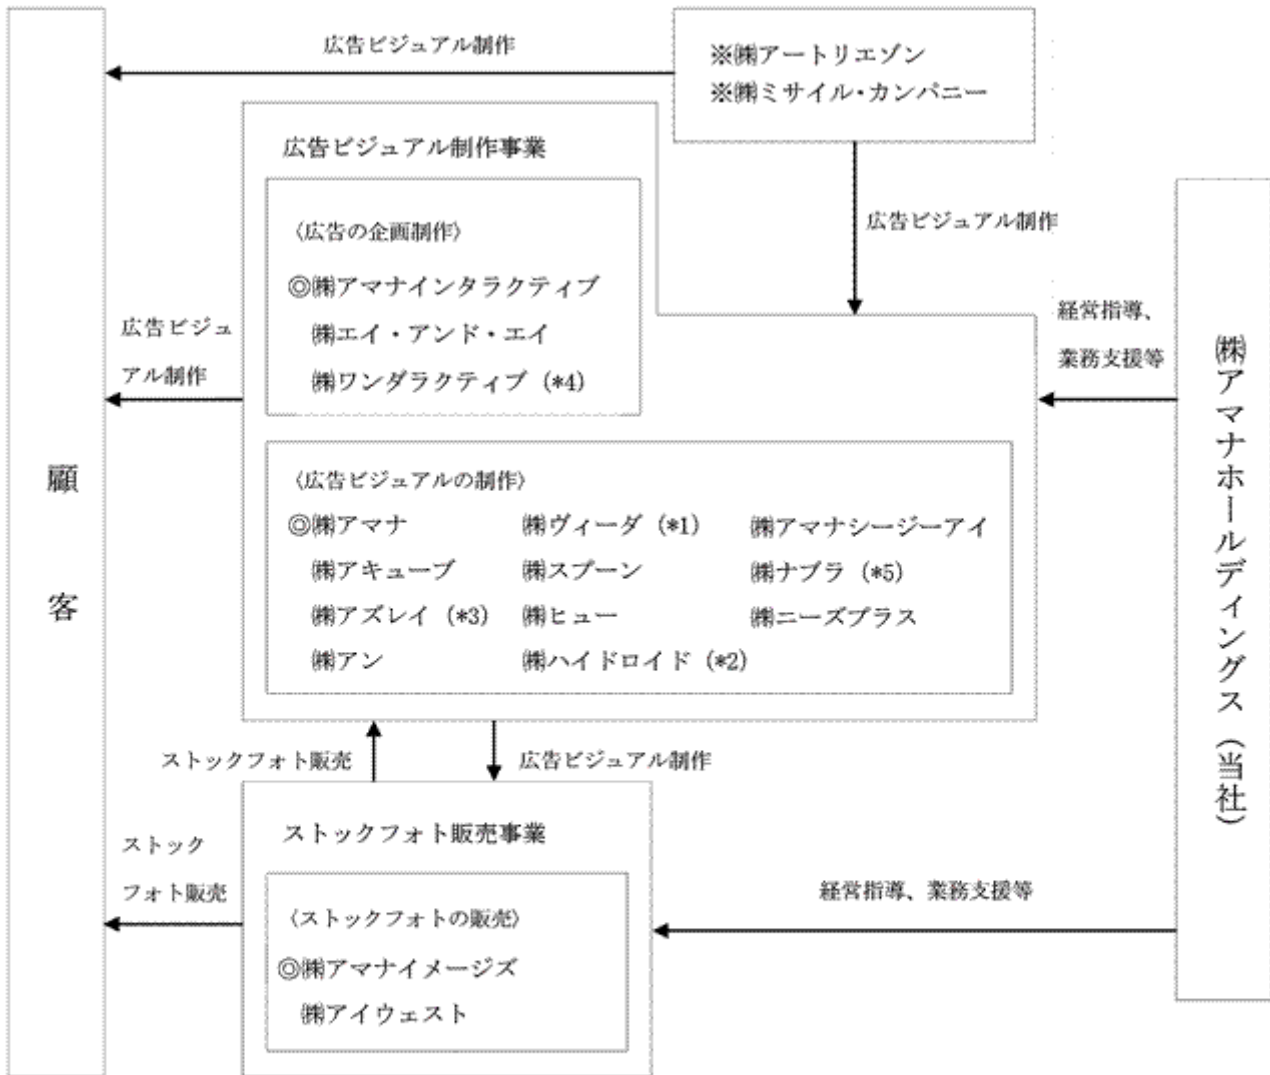 広告ビジュアル制作
※㈱アートリエゾン
※㈱ミサイル・カンパニー
広告ビジュアル制作事業
〈広告の企画制作〉
◎㈱アマナインタラクティブ
㈱エイ・アンド・エイ
㈱ワンダラクティブ (*4)
広告ビジュアル制作
広告ビジュ
アル制作
経営指導、
業務支援等
顧客
㈱アマナホールディングス(当社)
〈広告ビジュアルの制作〉
◎㈱アマナ ㈱ヴィーダ (*1) ㈱アマナシージーアイ
㈱アキューブ ㈱スプーン ㈱ナブラ (*5)
㈱アズレイ (*3) ㈱ヒュー ㈱ニーズプラス
㈱アン ㈱ハイドロイド (*2)
ストックフォト販売 広告ビジュアル制作
ストックフォト販売事業
ストック
フォト販売
〈ストックフォトの販売〉
◎㈱アマナイメージズ
㈱アイウェスト
経営指導、業務支援等